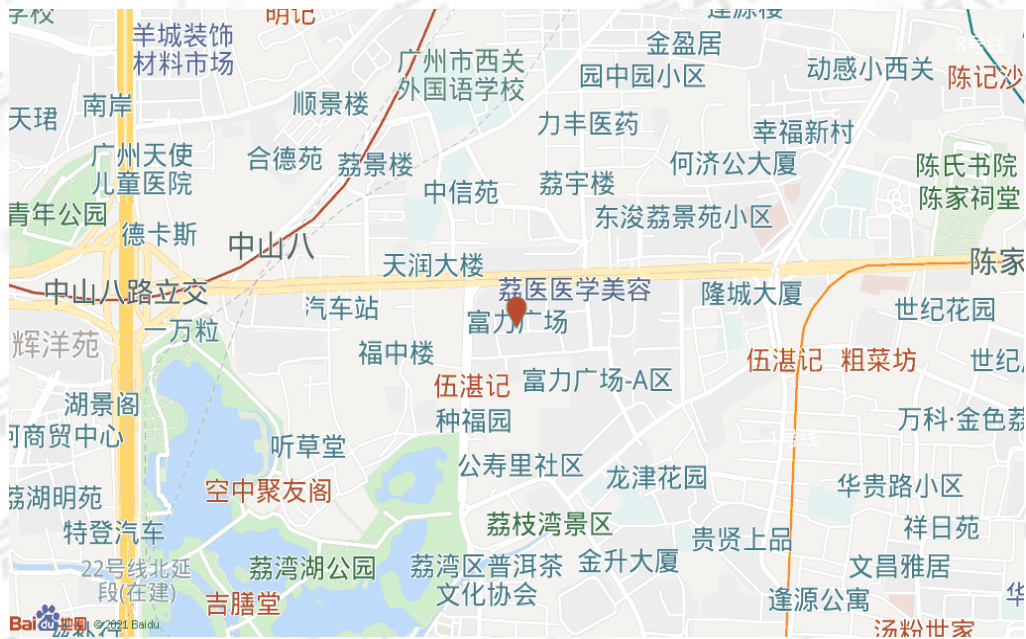 学校
明记
逢源楼
羊城装饰
材料市场
金盈居
8号线
广州市西关
外国语学校
园中园小区
动感小西关
陈记沙
顺景楼
南岸
天珺
力丰医药
幸福新村
广州天使
儿童医院
合德苑
荔景楼
何济公大厦
陈氏书院
陈家祠堂
中信苑
荔宇楼
青年公园
东浚荔景苑小区
德卡斯
中山八
天润大楼
陈家
中山八路立交
荔医医学美容
隆城大厦
汽车站
世纪花园
富力广场
一万粒
辉洋苑
福中楼
伍湛记
粗菜坊
世纪
伍湛记
富力广场-A区
湖景阁
种福园
万科·金色荔
河商贸中心
听草堂
1号线
公寿里社区
龙津花园
华贵路小区
荔湖明苑
空中聚友阁
特登汽车
荔枝湾景区
祥日苑
贵贤上品
22号线北延
段(在建)
荔湾湖公园
荔湾区普洱茶
文化协会
金升大厦
文昌雅居
吉膳堂
逢源公寓
华
汤粉世家
Bai du 地图
© 2021 Baidu